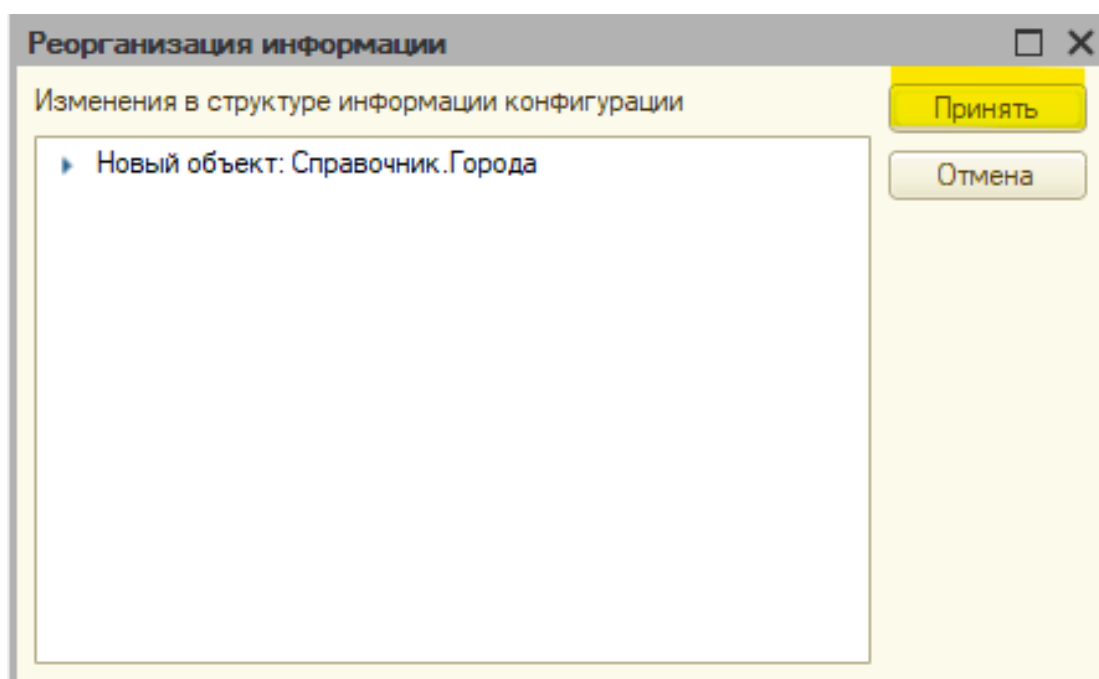 Реорганизация информации
Изменения в структуре информации конфигурации
Принять
Новый объект: Справочник.Города
Отмена